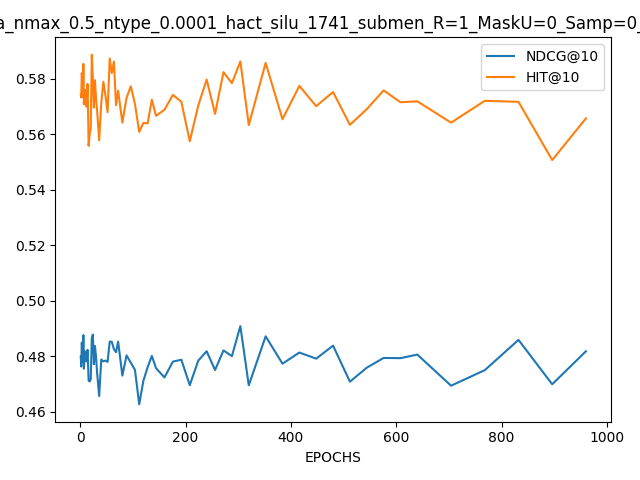 a_nmax_0.5_ntype_0.0001_hact_silu_1741_submen_R=1_MaskU=0_Samp=0_
NDCG@10
HIT@10
0.58
0.56
0.54
0.52
0.50
0.48
0.46
0 200 400 600 800 1000
EPOCHS